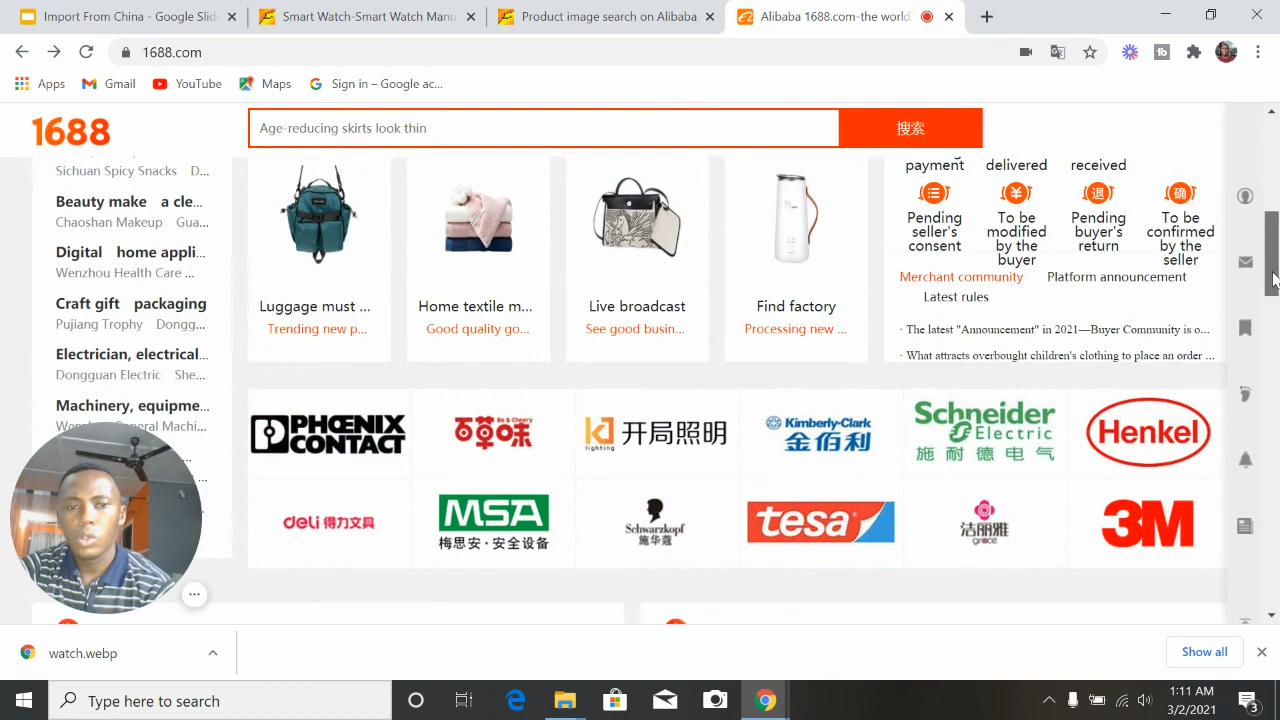 Import From China - Google Slid
Smart Watch-Smart Watch Manu
Product image search on Alibaba
Alibaba 1688.com-the world
1688.com
Apps
Gmail
YouTube
Maps
Sign in – Google ac...
1688
Age-reducing skirts look thin
搜索
Sichuan Spicy Snacks D...
Beauty make a cle...
Chaoshan Makeup Gua...
Digital home appli...
Wenzhou Health Care ...
Craft gift packaging
Pujiang Trophy Dongg...
Electrician, electrical...
Dongguan Electric She...
Machinery, equipme...
General Machi...
Luggage must ...
Trending new p...
Home textile m...
Good quality go...
Live broadcast
See good busin...
Find factory
Processing new ...
payment
delivered
received
退
确
Pending seller's consent
To be modified by the buyer
Pending buyer's return
To be confirmed by the seller
Merchant community
Platform announcement
Latest rules
· The latest "Announcement" in 2021—Buyer Community is o...
· What attracts overbought children's clothing to place an order ...
PHŒNIX CONTACT
Be & Cheery
百草味
lighting
开局照明
Kimberly-Clark
金佰利
Schneider
Electric
施耐德电气
Henkel
deli 得力文具
MSA
梅思安·安全设备
Schwarzkopf
施华蔻
tesa
洁丽雅
grace
3M
watch.webp
Show all
Type here to search
1:11 AM
3/2/2021
3